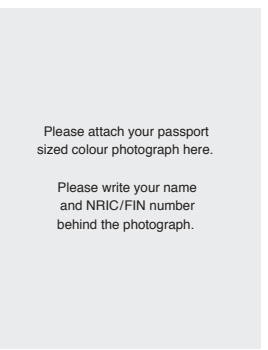 Please attach your passport
sized colour photograph here.
Please write your name
and NRIC/FIN number
behind the photograph.